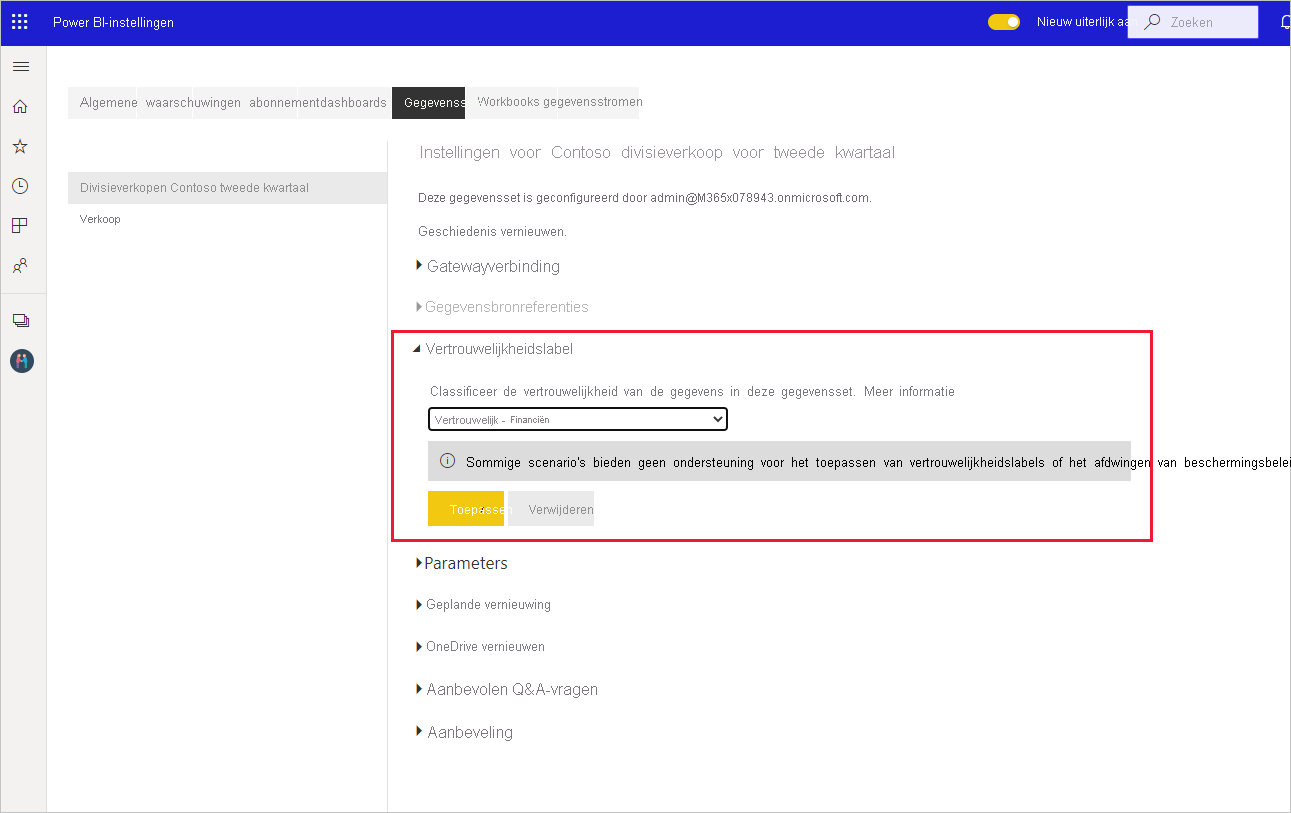 Power BI-instellingen
Nieuw uiterlijk aan
Zoeken
Algemene waarschuwingen abonnementdashboards Gegevenss Workbooks gegevensstromen
Instellingen voor Contoso divisieverkoop voor tweede kwartaal
Divisieverkopen Contoso tweede kwartaal
Verkoop
Deze gegevensset is geconfigureerd door admin@M365x078943.onmicrosoft.com.
Geschiedenis vernieuwen.
Gatewayverbinding
Gegevensbronreferenties
Vertrouwelijkheidslabel
Classificeer de vertrouwelijkheid van de gegevens in deze gegevensset. Meer informatie
Vertrouwelijk - Financiën
Sommige scenario's bieden geen ondersteuning voor het toepassen van vertrouwelijkheidslabels of het afdwingen van beschermingsbelei
Toepassen Verwijderen
Parameters
Geplande vernieuwing
OneDrive vernieuwen
Aanbevolen Q&A-vragen
Aanbeveling